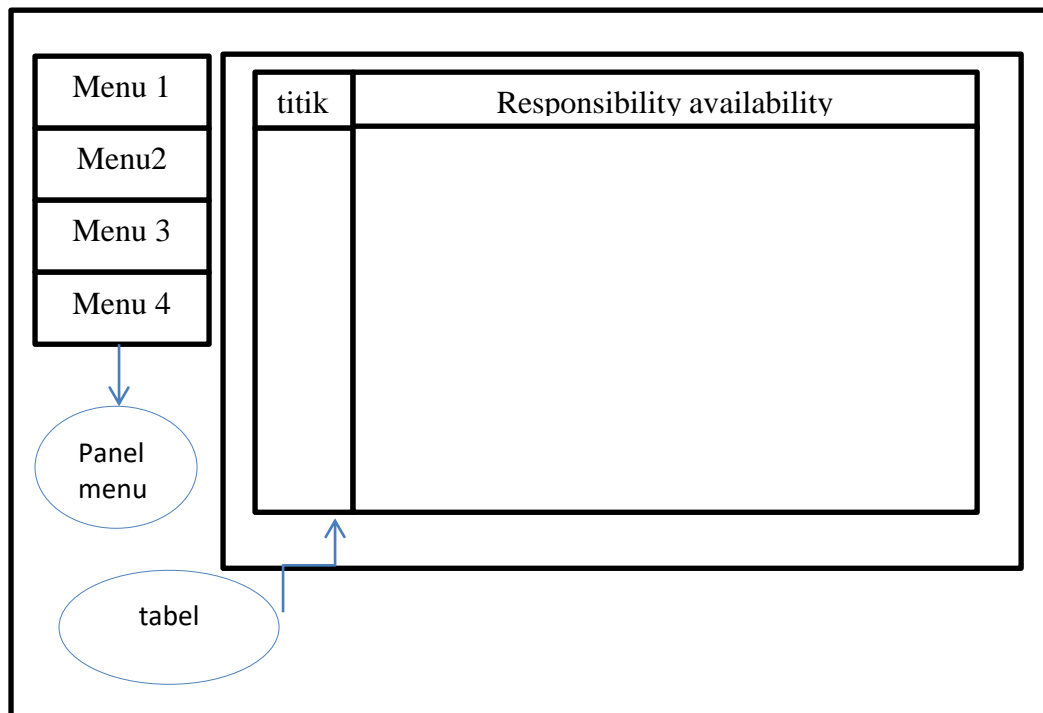 Menu 1
Menu2
Menu 3
Menu 4
titik
Responsibility availability
Panel
menu
tabel